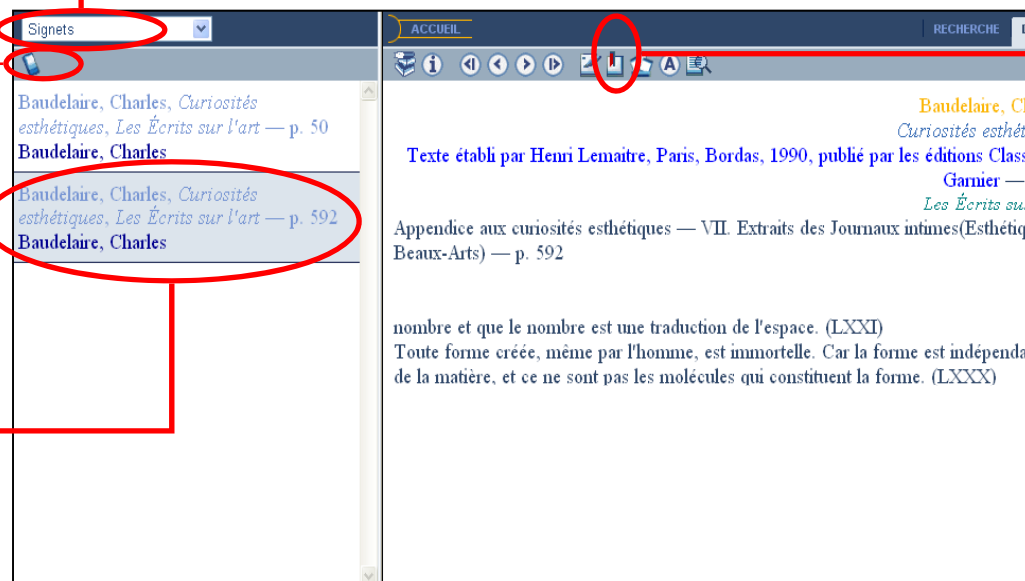 Signets
Baudelaire, Charles, Curiosités
esthétiques, Les Écrits sur l'art — p. 50
Baudelaire, Charles
Baudelaire, Charles, Curiosités
esthétiques, Les Écrits sur l'art — p. 592
Baudelaire, Charles
ACCUEIL
RECHERCHE
A
Baudelaire,
Curiosités
Texte établi par Henri Lemaitre, Paris, Bordas, 1990, publié par les éditions
Garnier —
Les Écrits
Appendice aux curiosités esthétiques — VII. Extraits des Journaux intimes
Beaux-Arts) — p. 592
nombre et que le nombre est une traduction de l'espace. (LXXI)
Toute forme créée, même par l'homme, est immortelle. Car la forme est
de la matière, et ce ne sont pas les molécules qui constituent la forme. (LXXX)